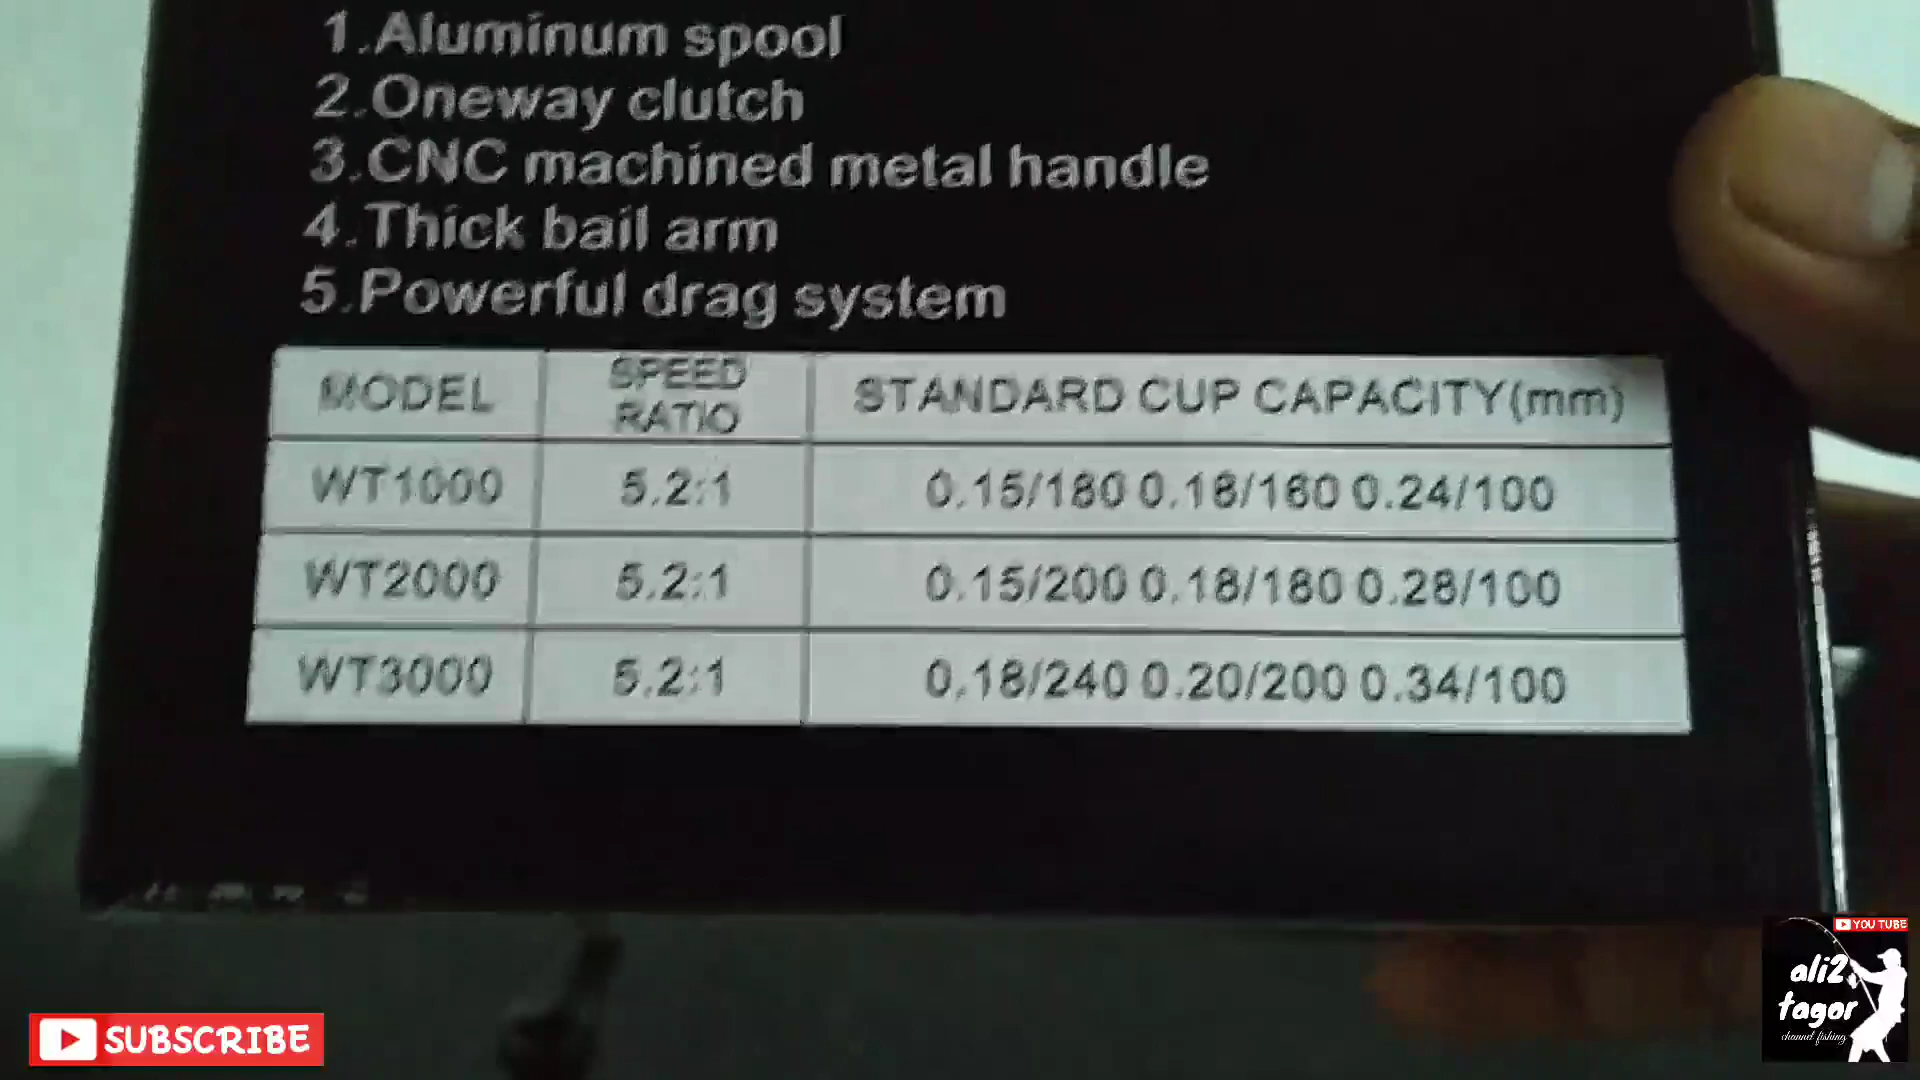 1.Aluminum spool
2.Oneway clutch
3.CNC machined metal handle
4.Thick bail arm
5.Powerful drag system
MODEL SPEED RATIO STANDARD CUP CAPACITY(mm)
WT1000 5.2:1 0.15/180 0.18/160 0.24/100
WT2000 5.2:1 0.15/200 0.18/180 0.28/100
WT3000 5.2:1 0.18/240 0.20/200 0.34/100
SUBSCRIBE
YOU TUBE
ali2
tagor
channel fishing